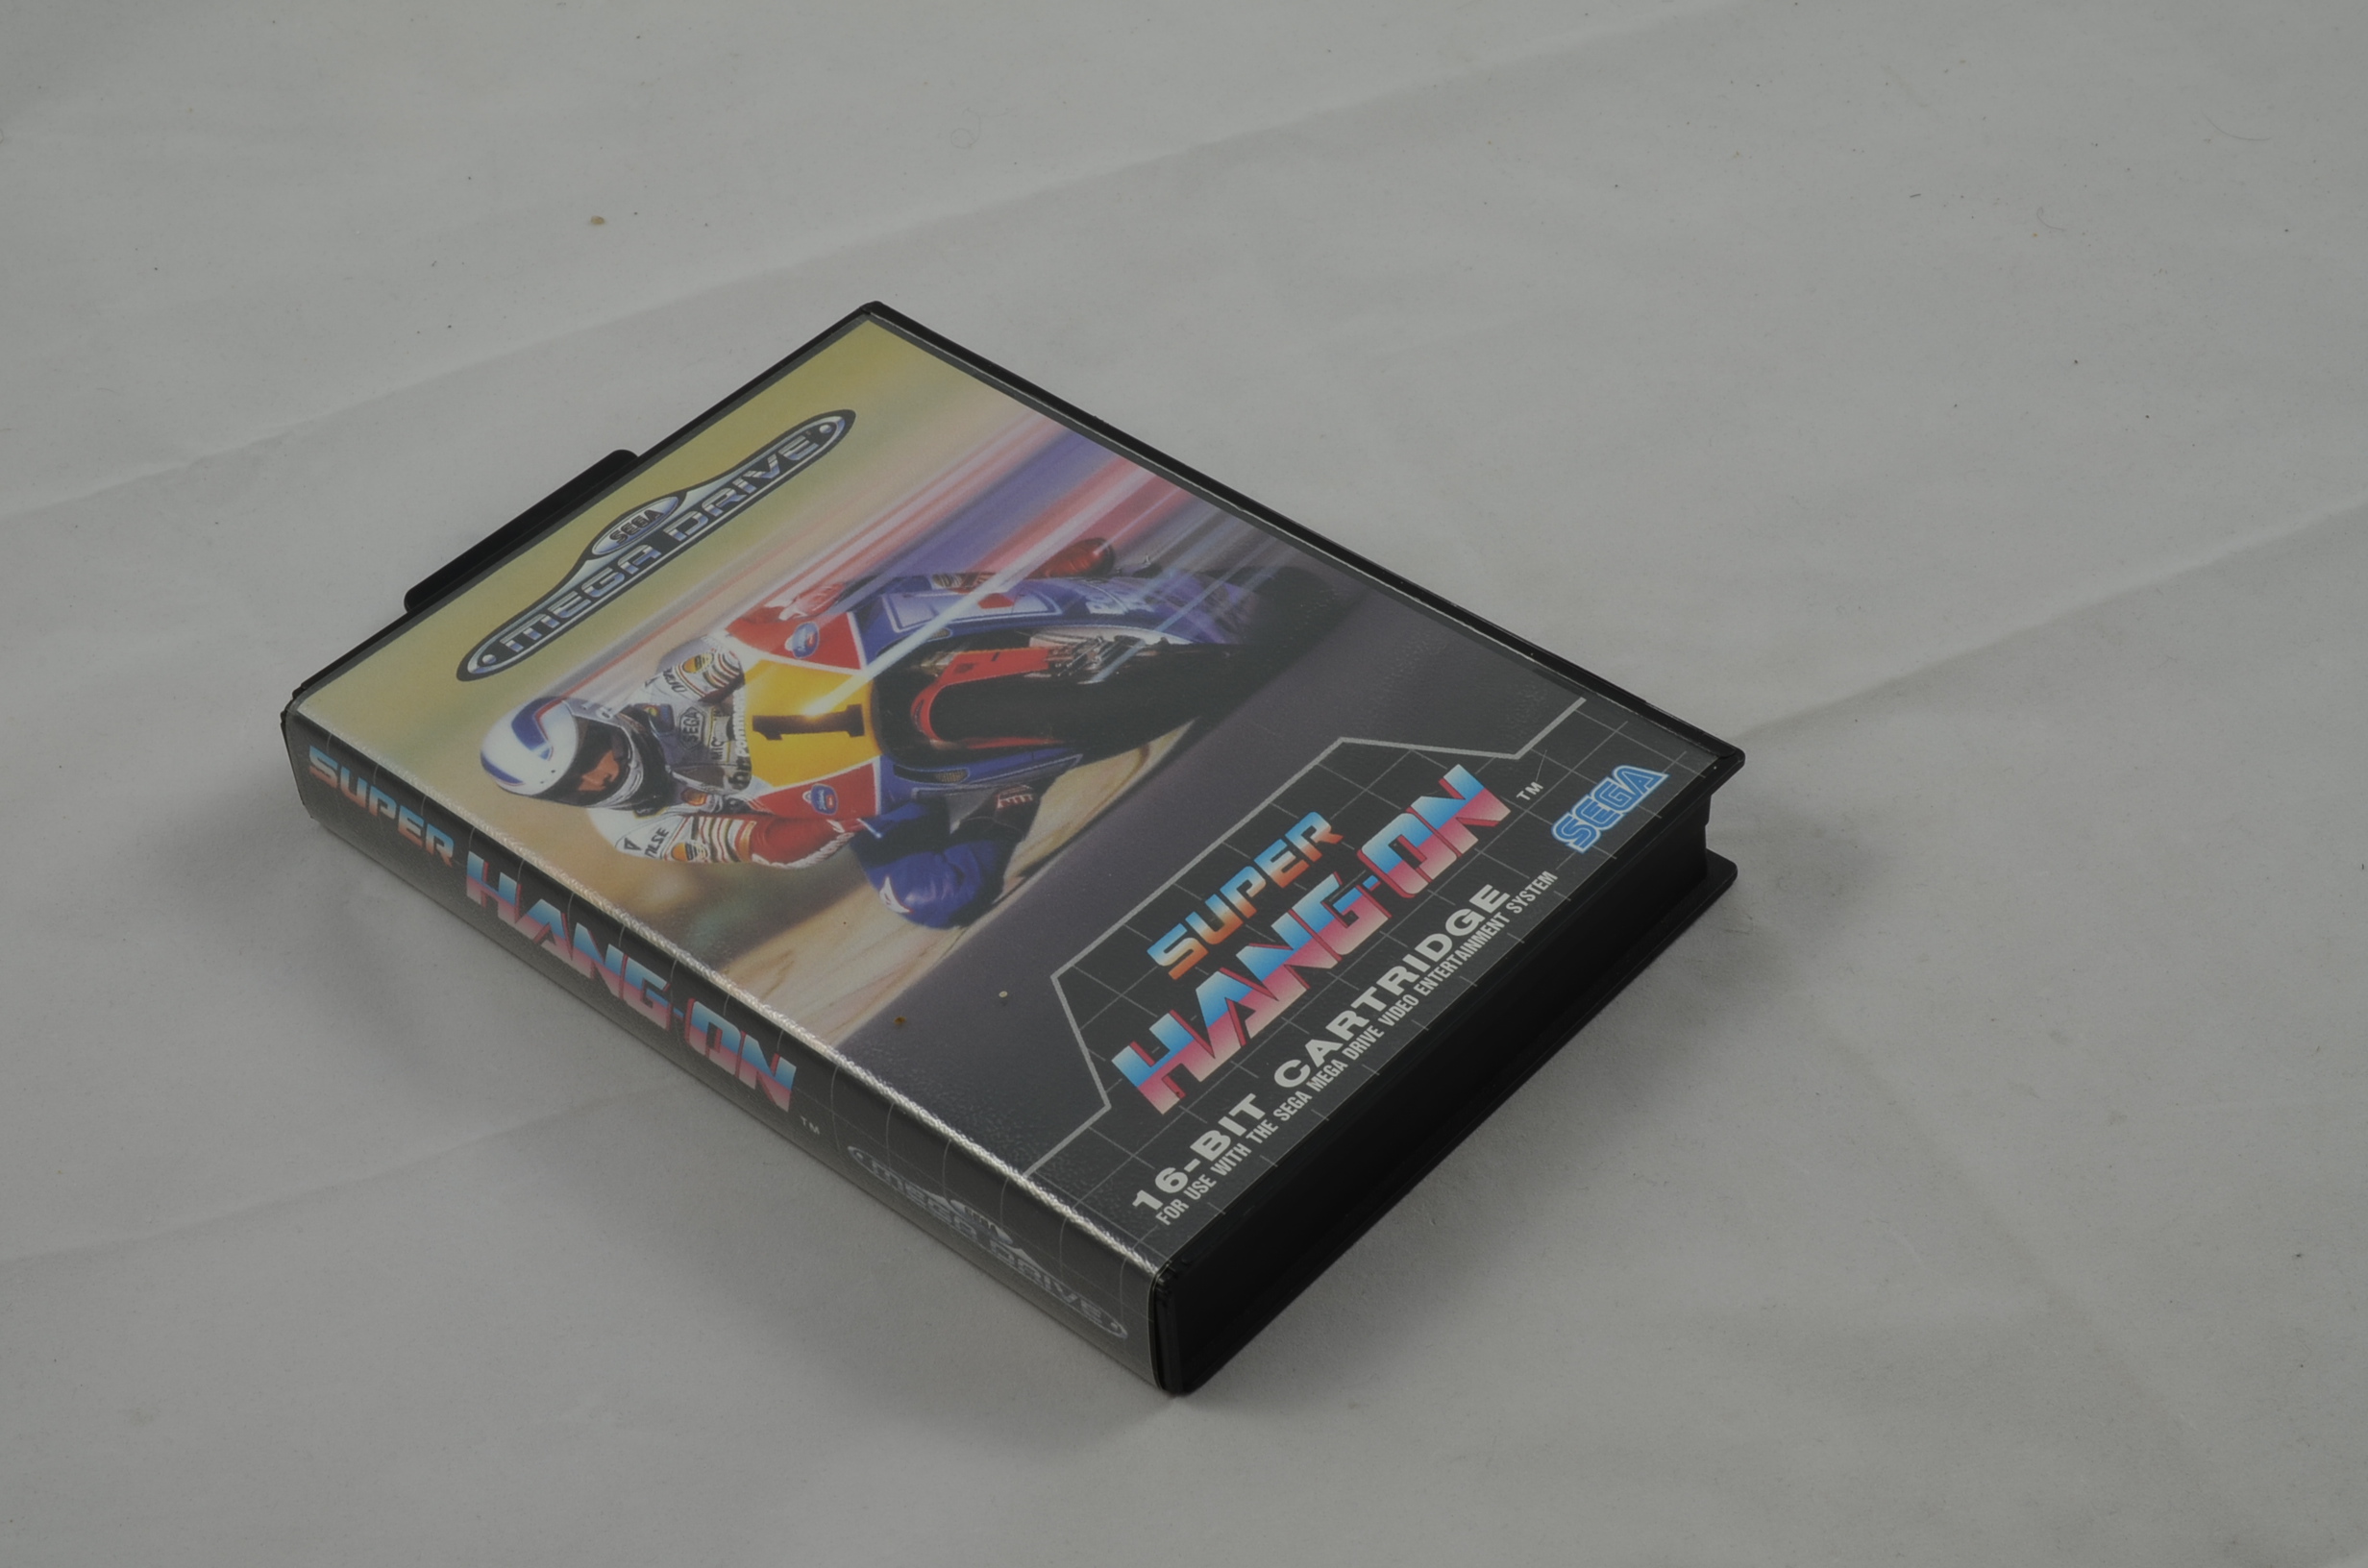 SEGA
MEGA DRIVE
SEGA
1
SUPER
HANG-ON
TM
SEGA
16-BIT CARTRIDGE
FOR USE WITH THE SEGA MEGA DRIVE VIDEO ENTERTAINMENT SYSTEM
SUPER HANG-ON TM
MEGA DRIVE